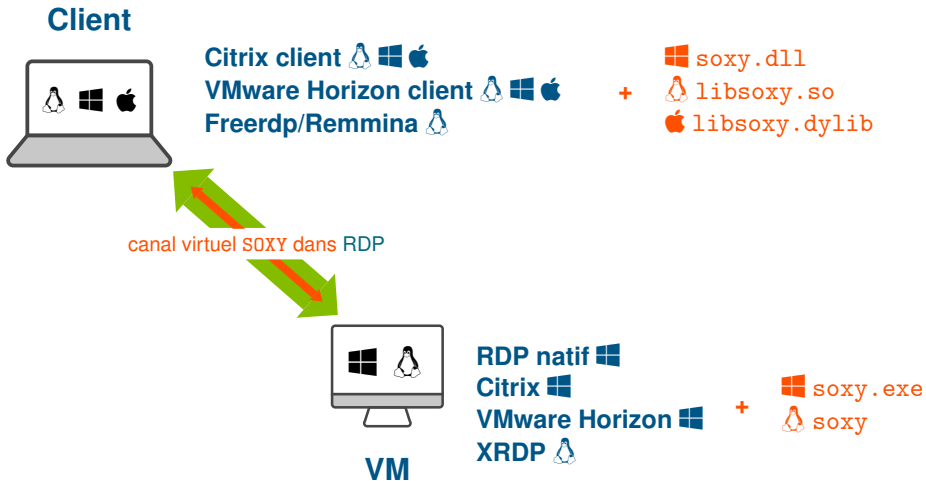 Client
Citrix client
VMware Horizon client
Freerdp/Remmina
+
soxy.dll
libsoxy.so
libsoxy.dylib
canal virtuel SOXY dans RDP
RDP natif
Citrix
VMware Horizon
XRDP
+
soxy.exe
soxy
VM